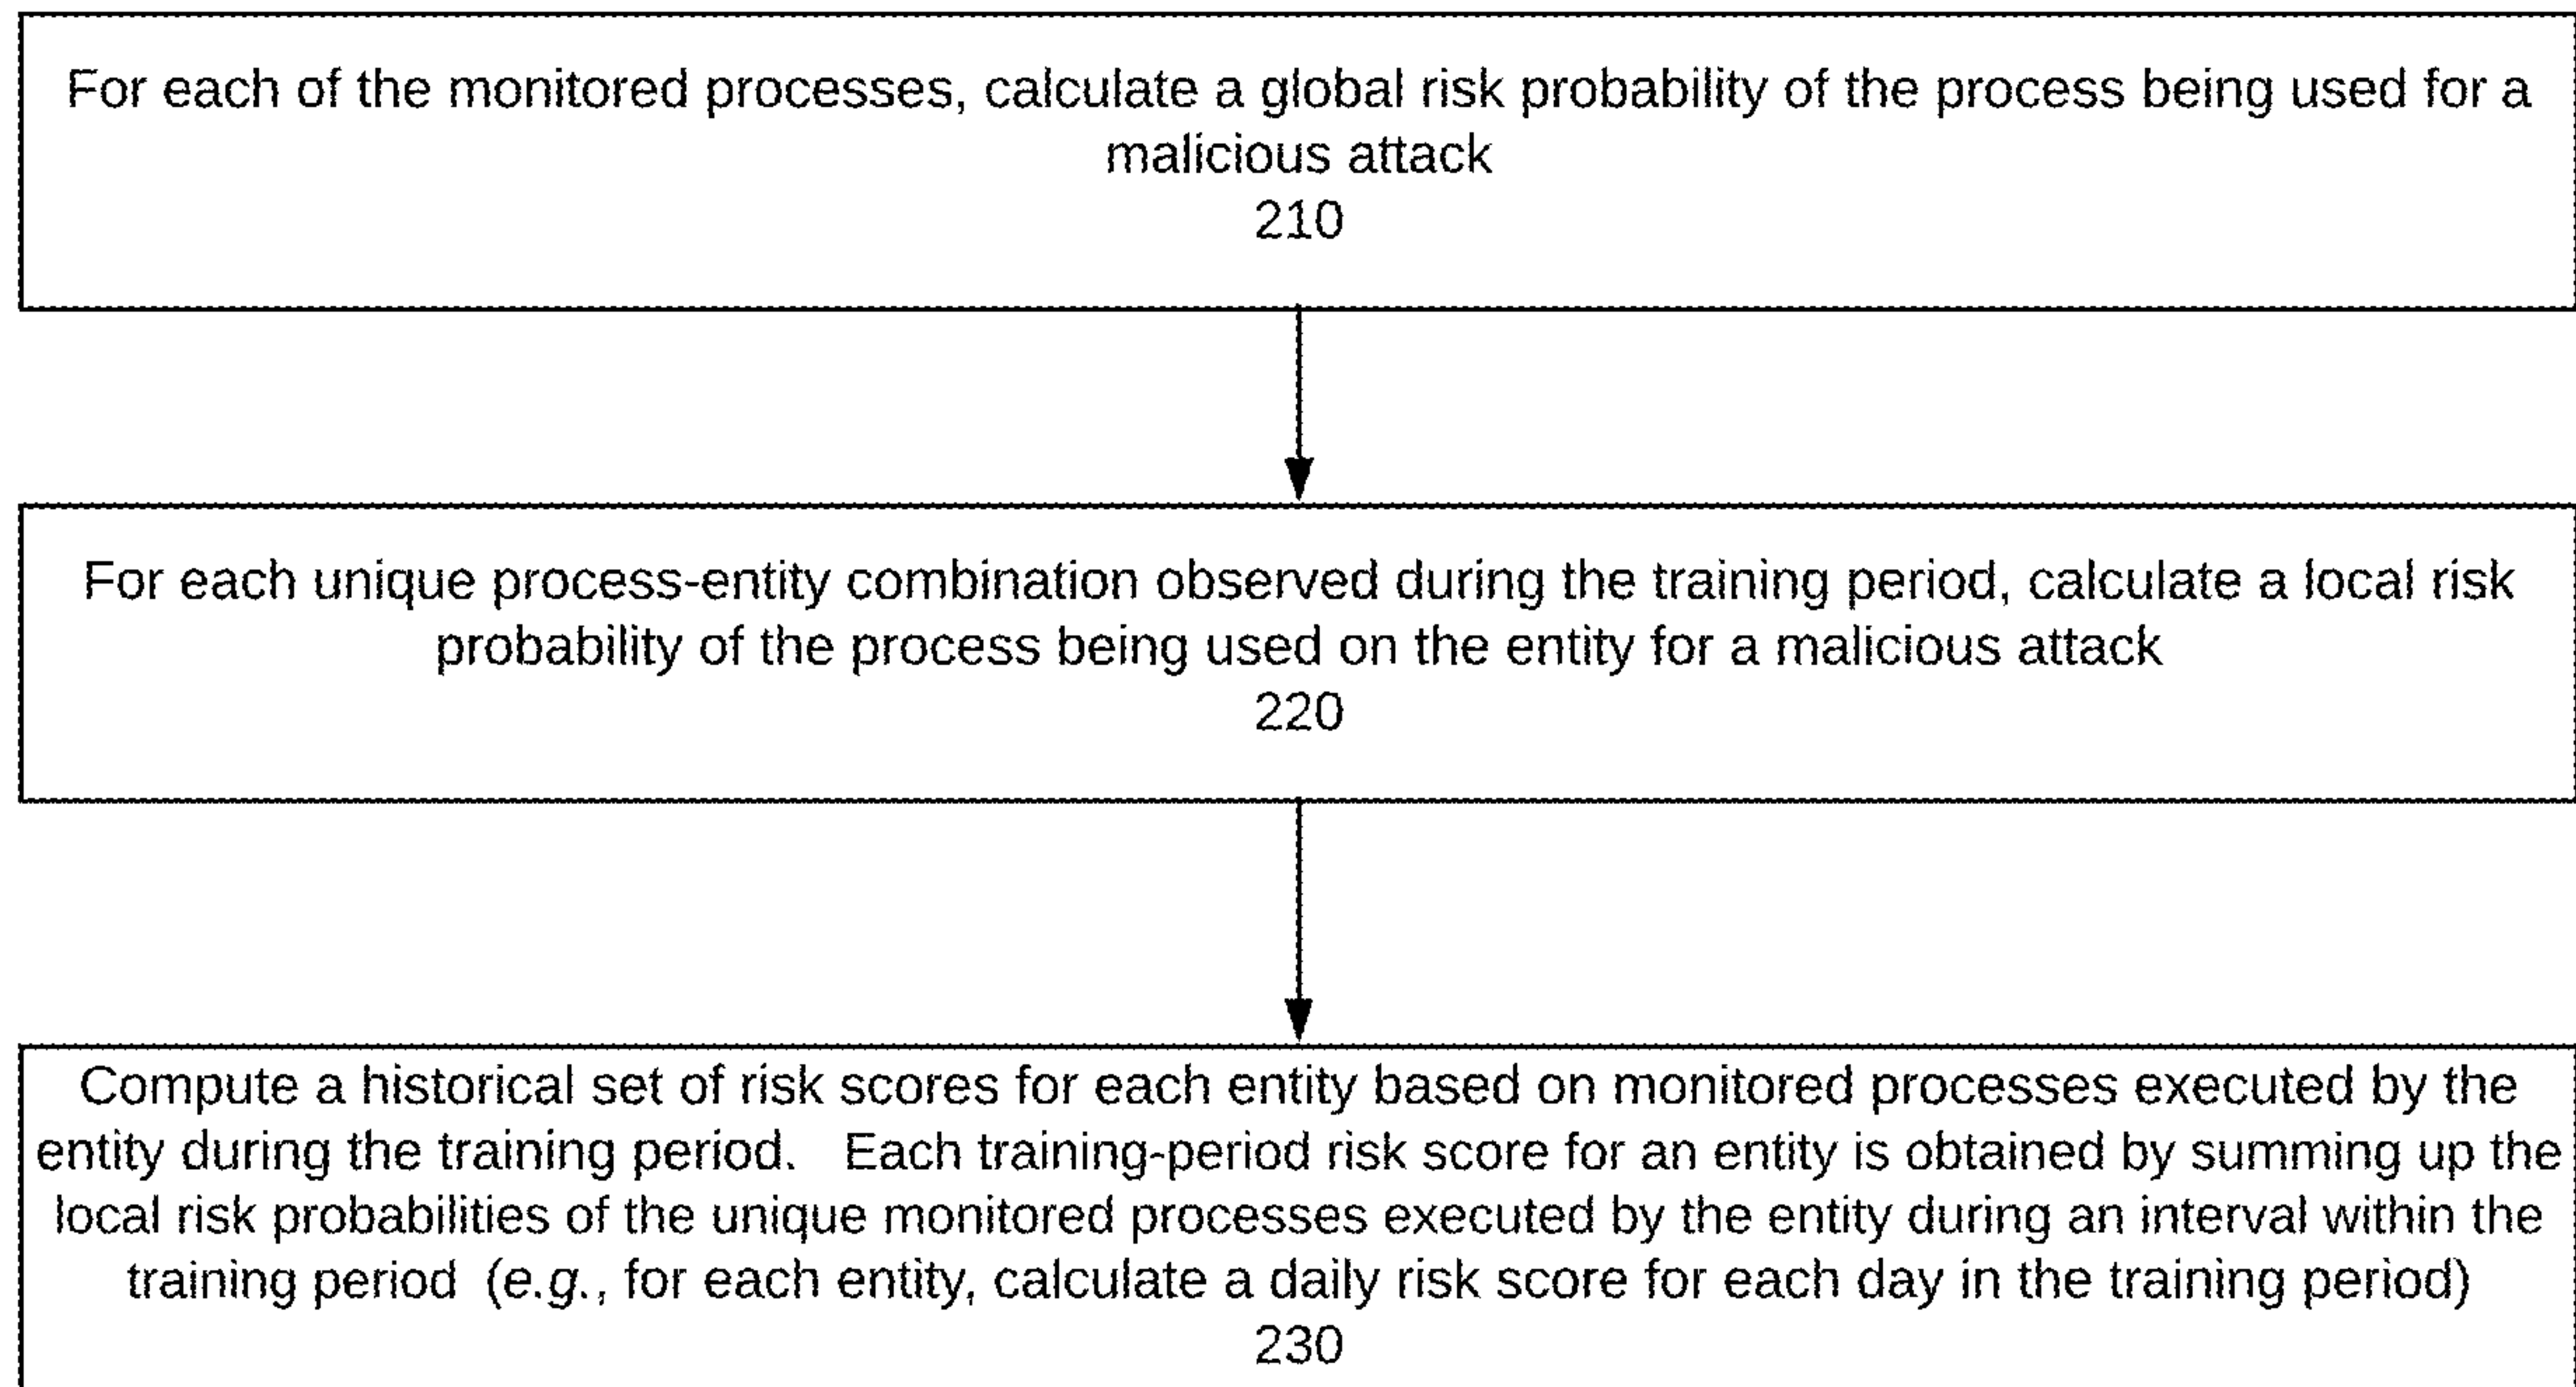 For each of the monitored processes, calculate a global risk probability of the process being used for a
malicious attack
210
For each unique process-entity combination observed during the training period, calculate a local risk
probability of the process being used on the entity for a malicious attack
220
Compute a historical set of risk scores for each entity based on monitored processes executed by the
entity during the training period.   Each training-period risk score for an entity is obtained by summing up the
local risk probabilities of the unique monitored processes executed by the entity during an interval within the
training period  (e.g., for each entity, calculate a daily risk score for each day in the training period)
230